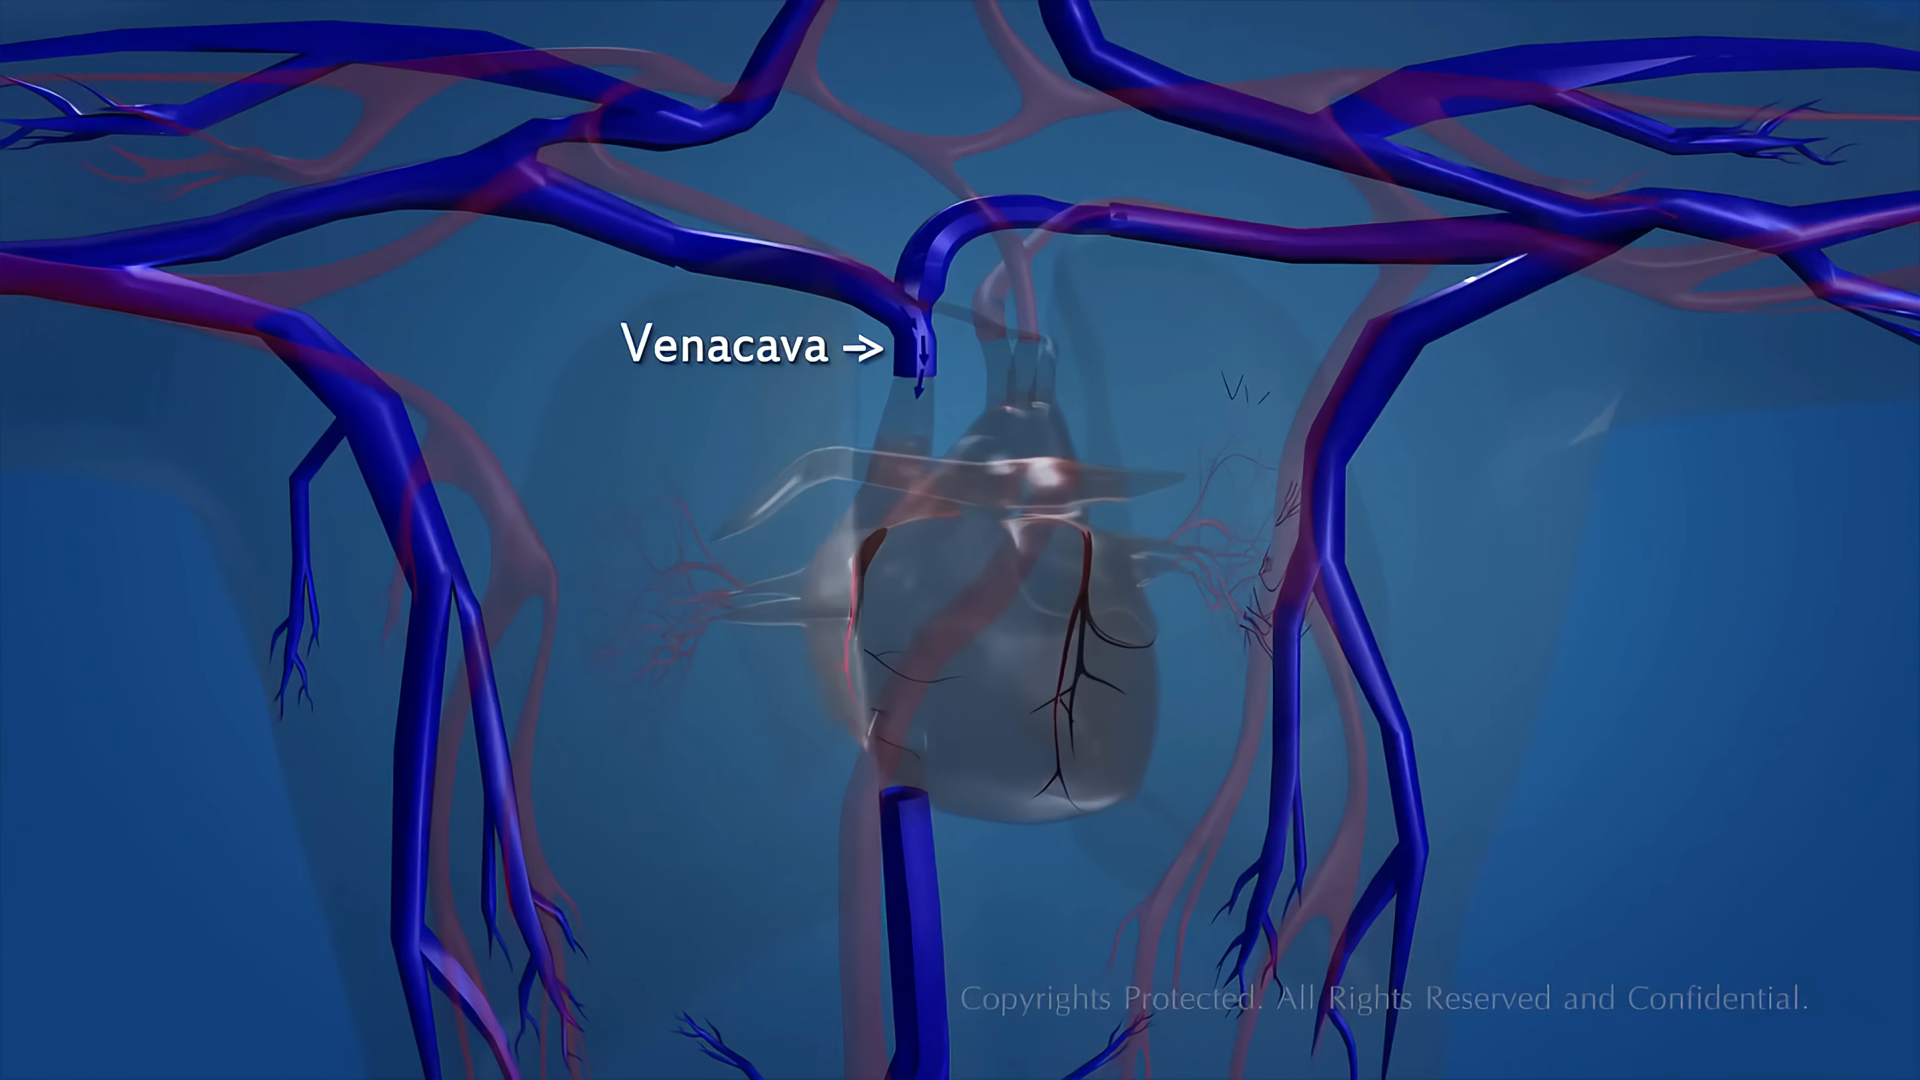 Venacava →
Copyrights Protected. All Rights Reserved and Confidential.